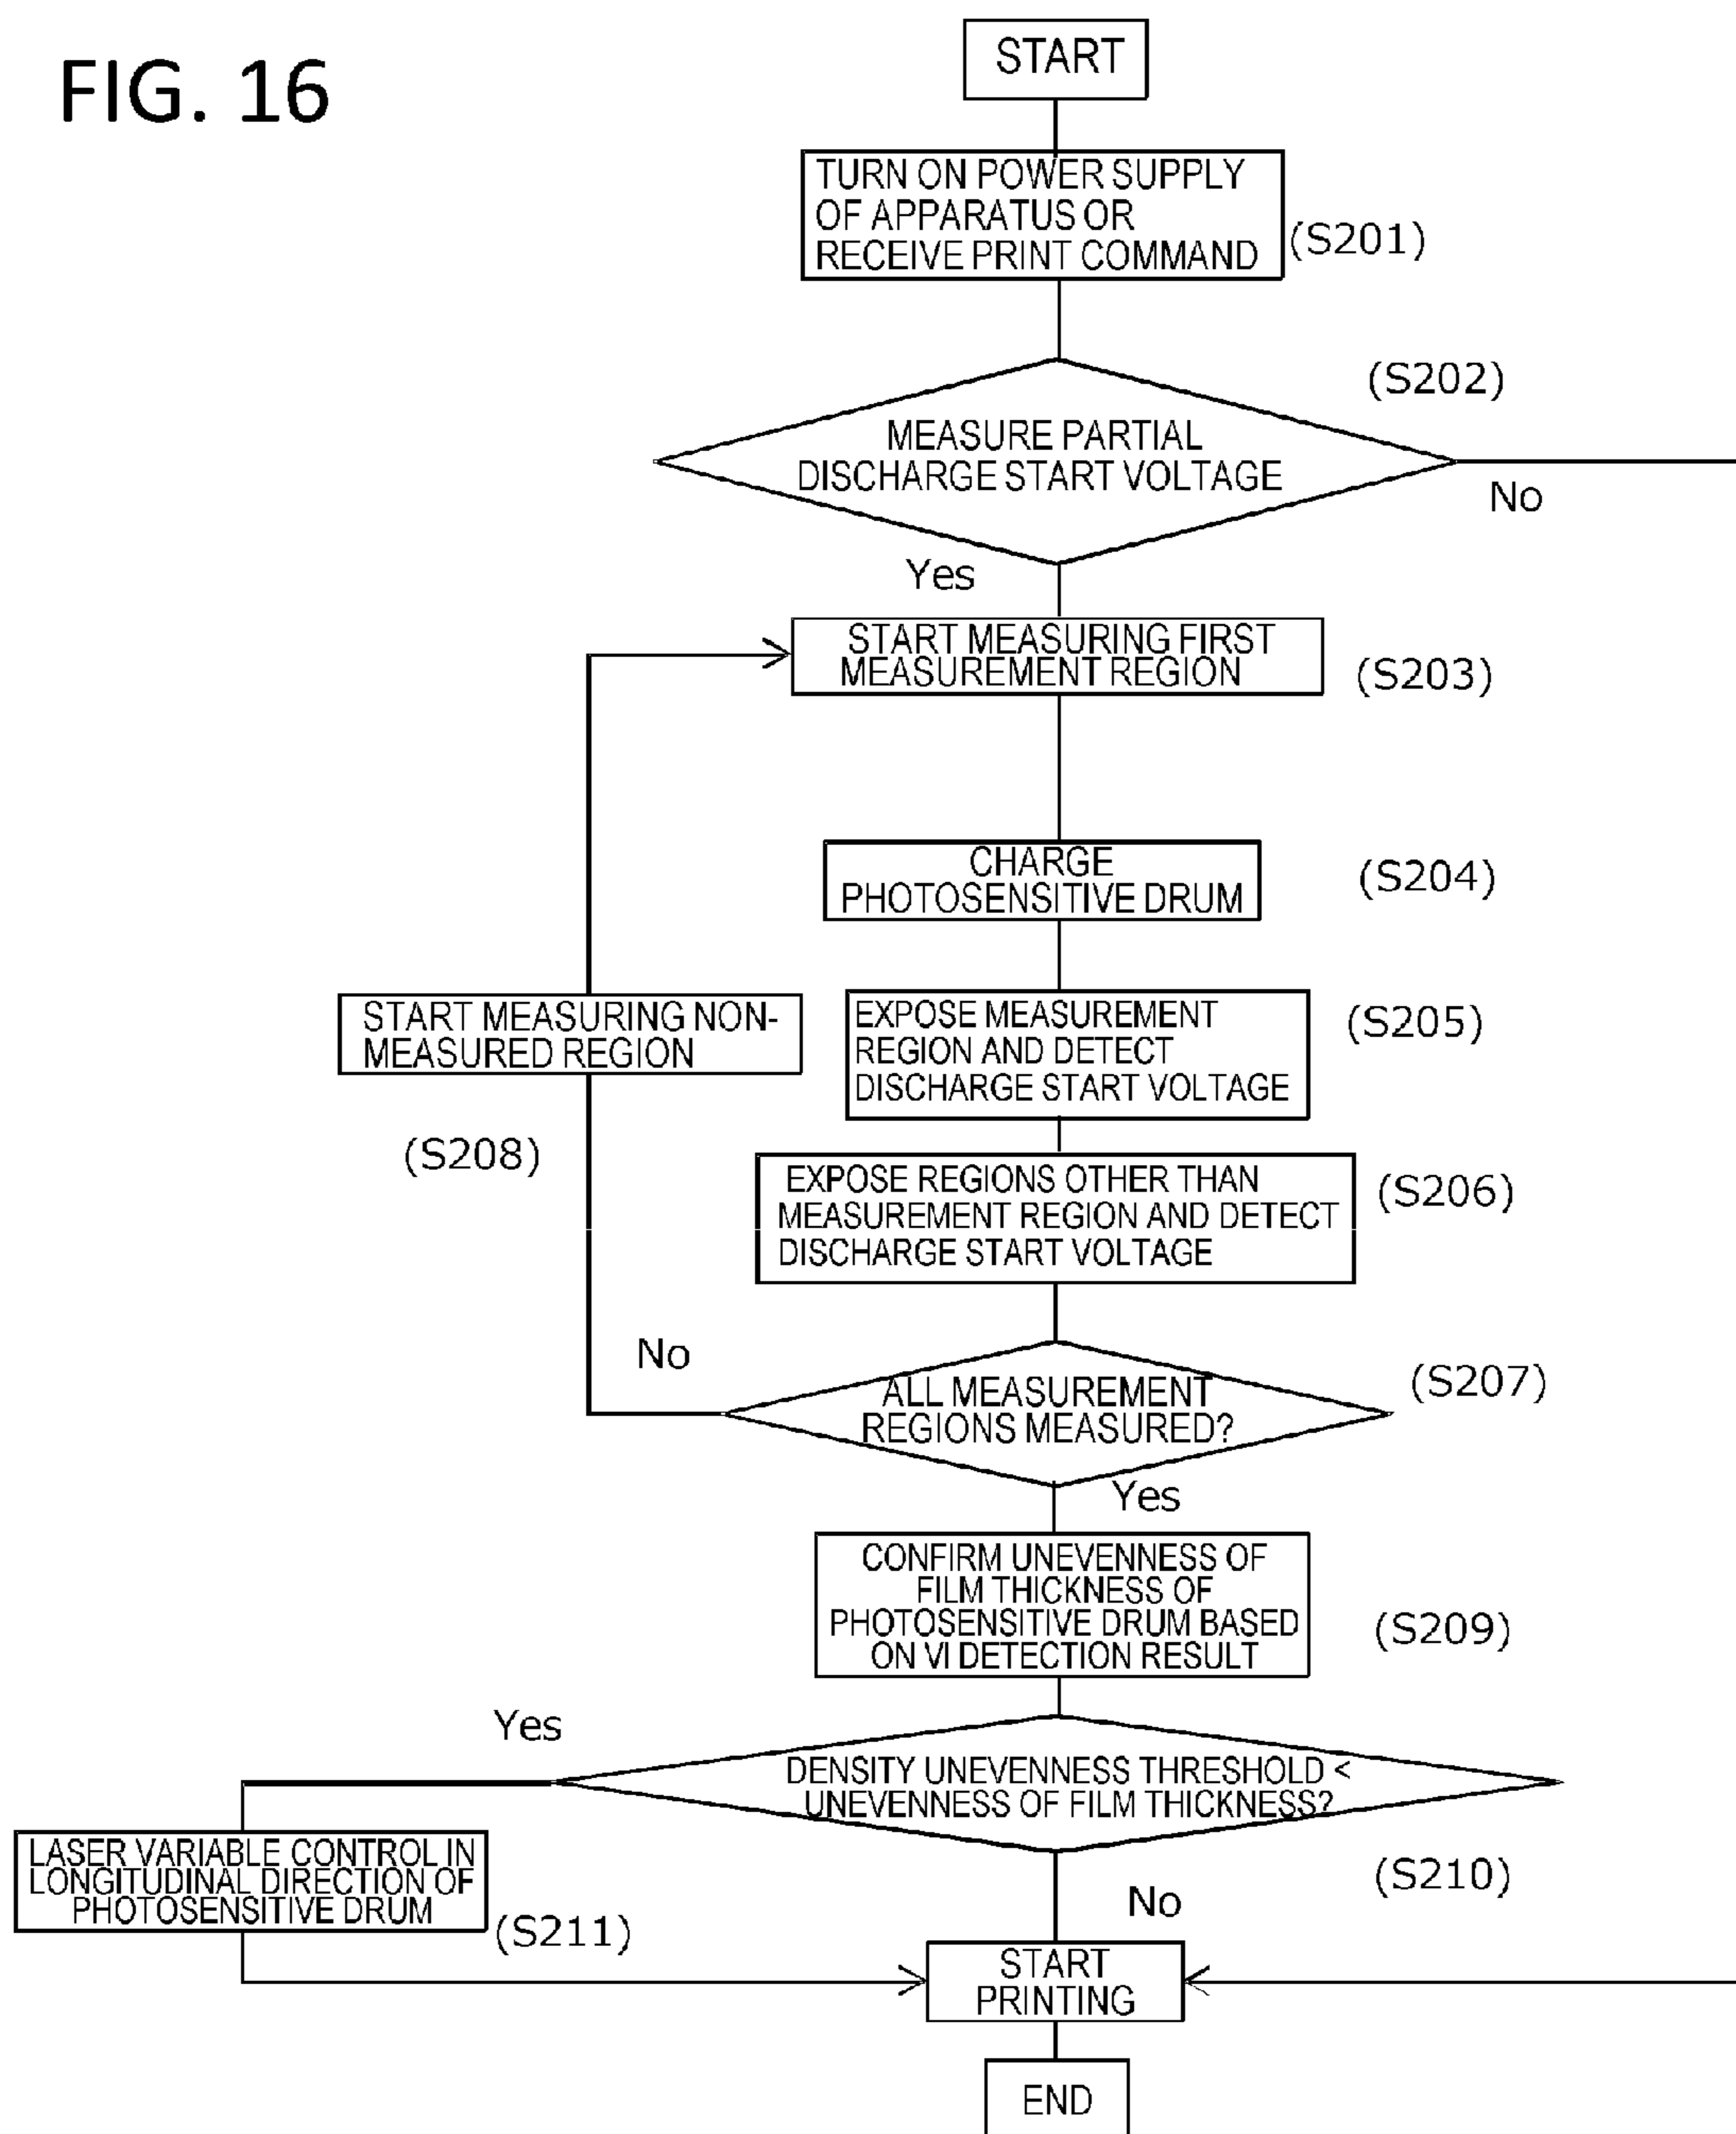 FIG. 16
START
TURN ON POWER SUPPLY
OF APPARATUS OR
RECEIVE PRINT COMMAND
(S201)
(S202)
MEASURE PARTIAL
DISCHARGE START VOLTAGE
No
Yes
START MEASURING FIRST
MEASUREMENT REGION
(S203)
CHARGE
PHOTOSENSITIVE DRUM
(S204)
START MEASURING NON-
MEASURED REGION
(S208)
EXPOSE MEASUREMENT
REGION AND DETECT
DISCHARGE START VOLTAGE
(S205)
EXPOSE REGIONS OTHER THAN
MEASUREMENT REGION AND DETECT
DISCHARGE START VOLTAGE
(S206)
No
ALL MEASUREMENT
REGIONS MEASURED?
(S207)
Yes
CONFIRM UNEVENNESS OF
FILM THICKNESS OF
PHOTOSENSITIVE DRUM BASED
ON VI DETECTION RESULT
(S209)
Yes
DENSITY UNEVENNESS THRESHOLD <
UNEVENNESS OF FILM THICKNESS?
(S210)
LASER VARIABLE CONTROL IN
LONGITUDINAL DIRECTION OF
PHOTOSENSITIVE DRUM
(S211)
No
START
PRINTING
END